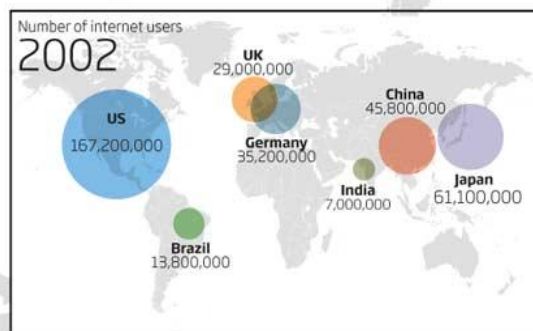 Number of internet users
2002
US
167,200,000
UK
29,000,000
Germany
35,200,000
China
45,800,000
India
7,000,000
Japan
61,100,000
Brazil
13,800,000